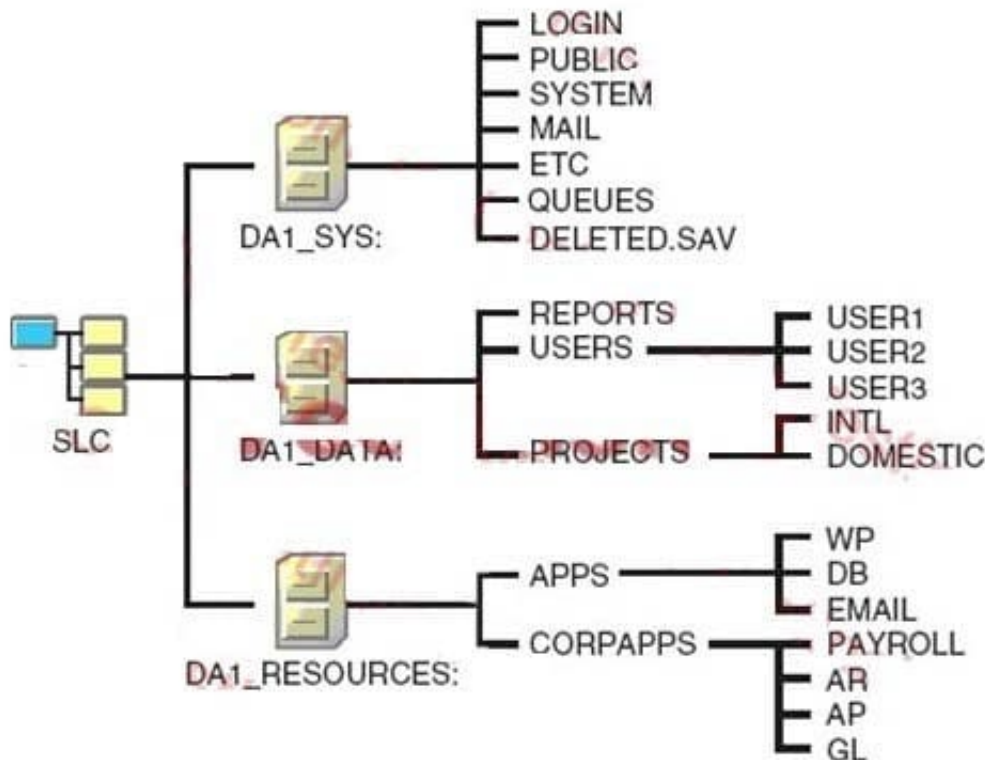 LOGIN
PUBLIC
SYSTEM
MAIL
ETC
QUEUES
DELETED.SAV
DA1_SYS:
SLC
DA1_DATA:
REPORTS
USERS
PROJECTS
USER1
USER2
USER3
INTL
DOMESTIC
DA1_RESOURCES:
APPS
CORPAPPS
WP
DB
EMAIL
PAYROLL
AR
AP
GL